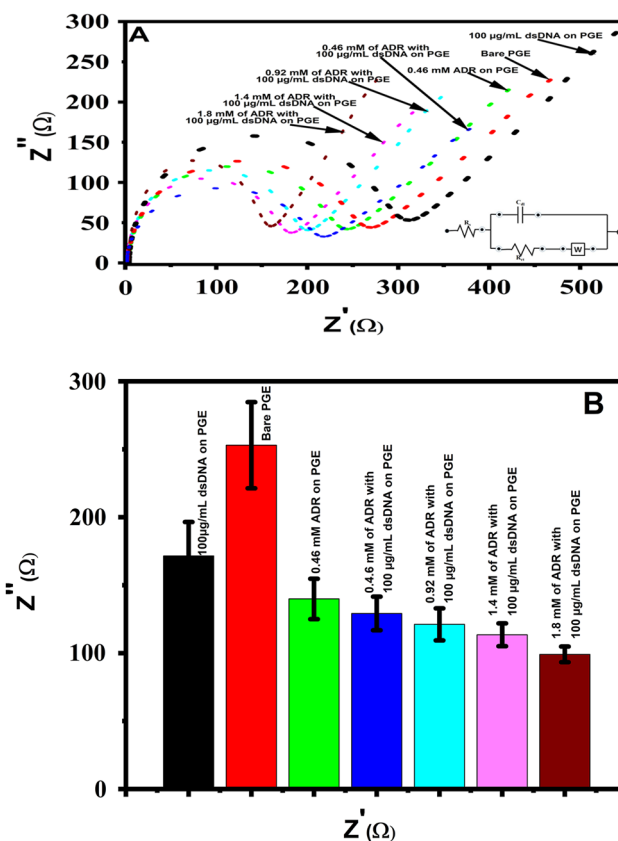 A
300
250
200
150
100
50
0
Z"(Ω)
100 µg/mL dsDNA on PGE
0.46 mM of ADR with
100 µg/mL dsDNA on PGE
Bare PGE
0.92 mM of ADR with
100 µg/mL dsDNA on PGE
0.46 mM ADR on PGE
1.4 mM of ADR with
100 µg/mL dsDNA on PGE
1.8 mM of ADR with
100 µg/mL dsDNA on PGE
W
0 100 200 300 400 500
Z'(Ω)
B
300
200
100
0
Z"(Ω)
100µg/mL dsDNA on PGE
Bare PGE
0.46 mM ADR on PGE
0.4.6 mM of ADR with
100 µg/mL dsDNA on PGE
0.92 mM of ADR with
100 µg/mL dsDNA on PGE
1.4 mM of ADR with
100 µg/mL dsDNA on PGE
1.8 mM of ADR with
100 µg/mL dsDNA on PGE
Z'(Ω)